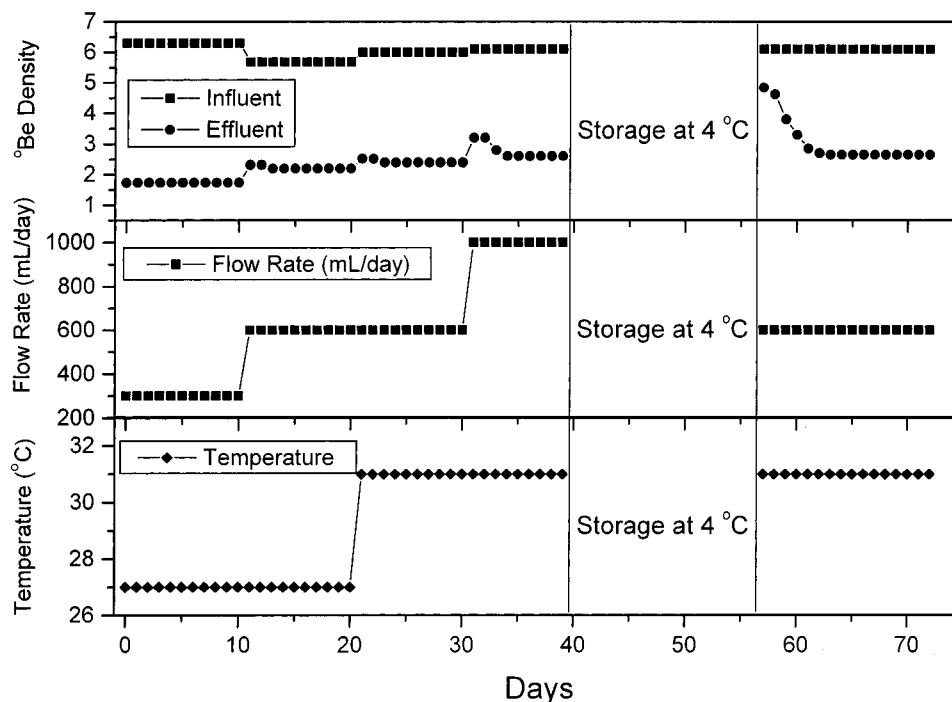 7
6
5
4
3
2
1
°Be Density
Influent
Effluent
Storage at 4 °C
1000
800
600
400
200
Flow Rate (mL/day)
Flow Rate (mL/day)
Storage at 4 °C
32
30
28
26
Temperature (°C)
Temperature
Storage at 4 °C
0 10 20 30 40 50 60 70
Days